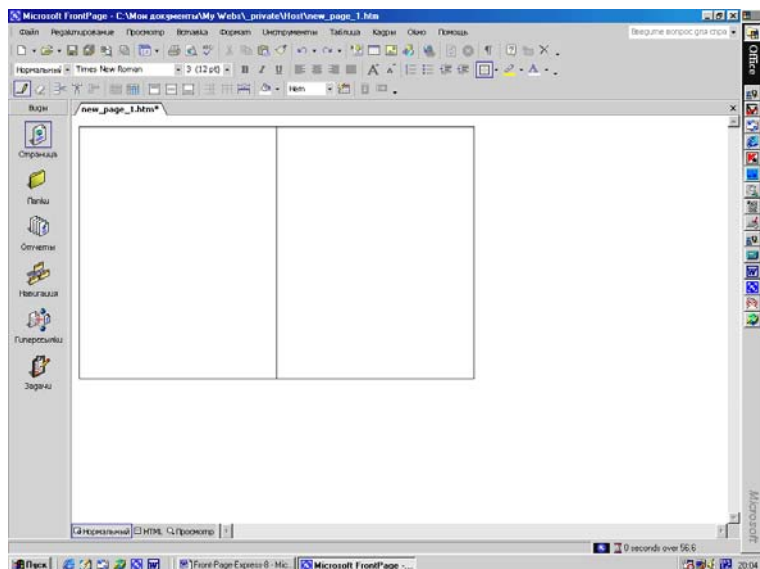 Microsoft FrontPage - C:\Мои документы\My Webs\_private\Host\new_page_1.htm
Файл Редактирование Просмотр Вставка Формат Инструменты Таблица Кадры Окно Помощь
Введите вопрос для спра
Нормальный Times New Roman 3 (12 pt)
Нет
Виды new_page_1.htm*
Страница
Папки
Отчеты
Навигация
Гиперссылки
Задачи
Office
Microsoft
Нормальный HTML Просмотр
0 seconds over 56.6
Пуск Front-Page-Express-8 - Mic... Microsoft FrontPage -... 20:04